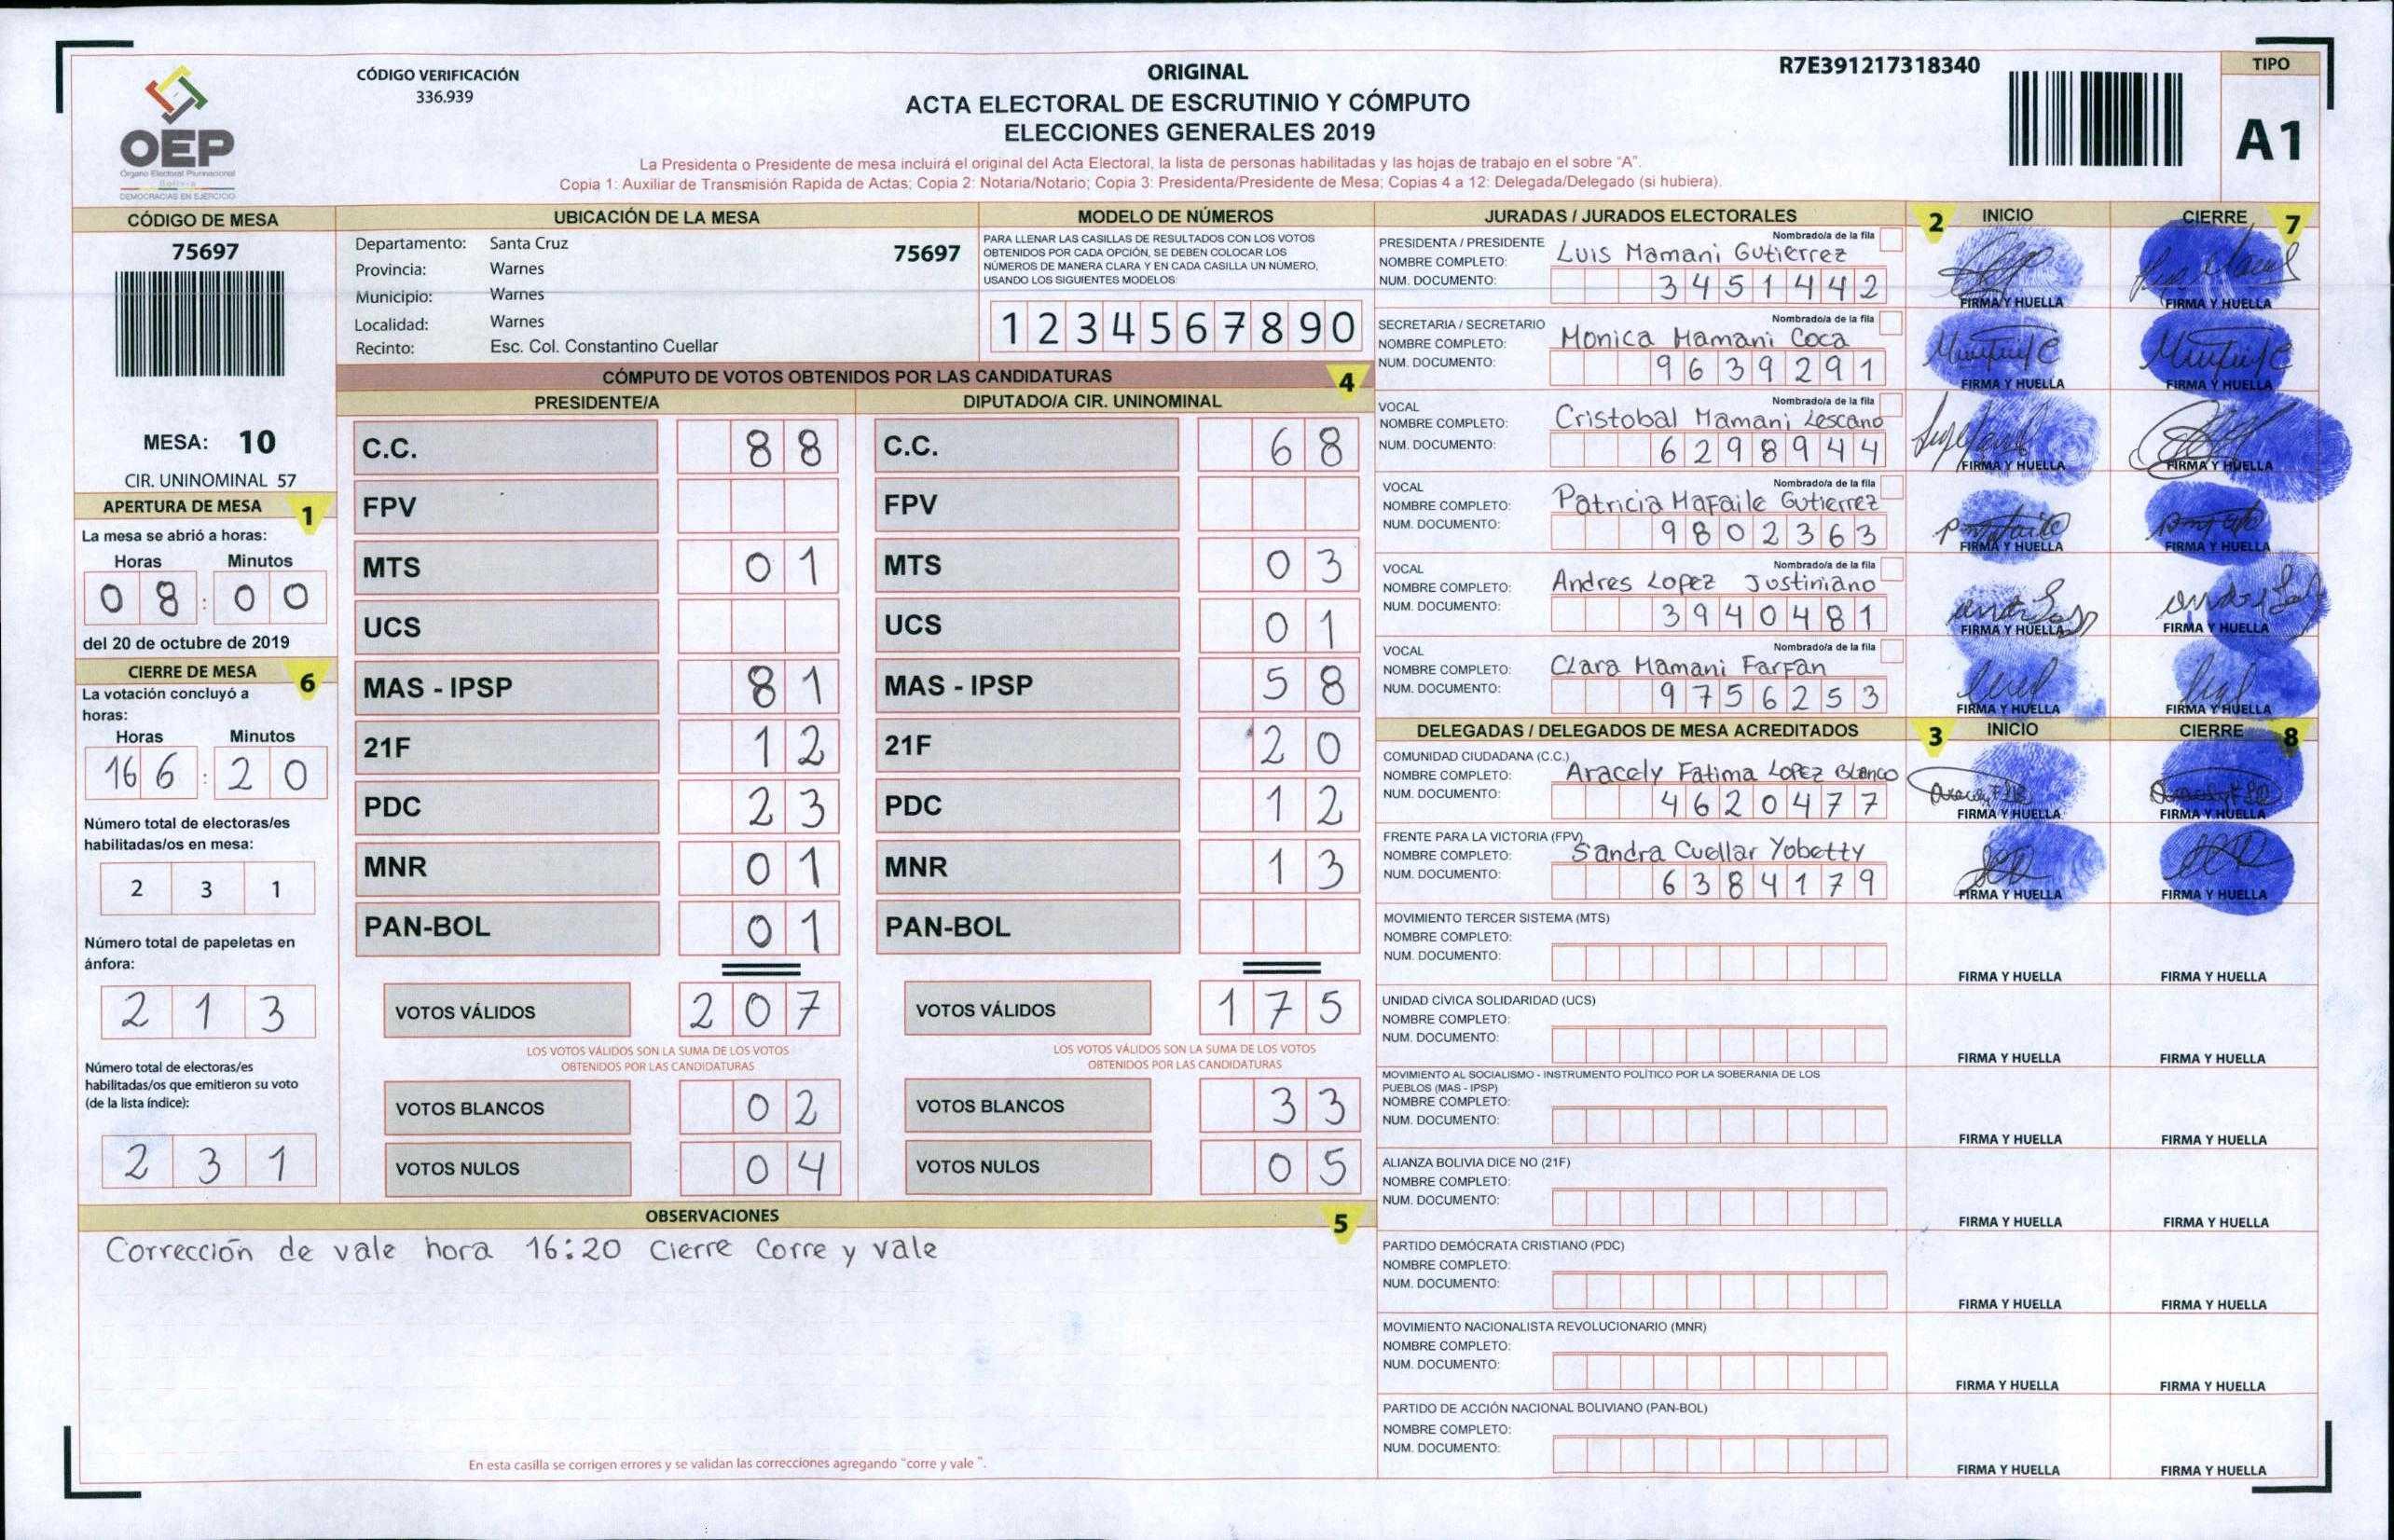 OEP
Órgano Electoral Plurinacional
Bolivia
DEMOCRACIAS EN EJERCICIO
CÓDIGO VERIFICACIÓN
336.939
ORIGINAL
ACTA ELECTORAL DE ESCRUTINIO Y CÓMPUTO
ELECCIONES GENERALES 2019
La Presidenta o Presidente de mesa incluirá el original del Acta Electoral, la lista de personas habilitadas y las hojas de trabajo en el sobre "A".
Copia 1: Auxiliar de Transmisión Rapida de Actas; Copia 2: Notaria/Notario; Copia 3: Presidenta/Presidente de Mesa; Copias 4 a 12: Delegada/Delegado (si hubiera).
R7E391217318340
TIPO
A1
CÓDIGO DE MESA
75697
MESA: 10
CIR. UNINOMINAL 57
APERTURA DE MESA 1
La mesa se abrió a horas:
Horas Minutos
08:00
del 20 de octubre de 2019
CIERRE DE MESA 6
La votación concluyó a
horas:
Horas Minutos
16 6:20
Número total de electoras/es
habilitadas/os en mesa:
231
Número total de papeletas en
ánfora:
213
Número total de electoras/es
habilitadas/os que emitieron su voto
(de la lista índice):
231
UBICACIÓN DE LA MESA
Departamento: Santa Cruz 75697
Provincia: Warnes
Municipio: Warnes
Localidad: Warnes
Recinto: Esc. Col. Constantino Cuellar
MODELO DE NÚMEROS
PARA LLENAR LAS CASILLAS DE RESULTADOS CON LOS VOTOS
OBTENIDOS POR CADA OPCIÓN, SE DEBEN COLOCAR LOS
NÚMEROS DE MANERA CLARA Y EN CADA CASILLA UN NÚMERO,
USANDO LOS SIGUIENTES MODELOS:
1 2 3 4 5 6 7 8 9 0
CÓMPUTO DE VOTOS OBTENIDOS POR LAS CANDIDATURAS 4
PRESIDENTE/A DIPUTADO/A CIR. UNINOMINAL
C.C. 88 C.C. 68
FPV FPV
MTS 01 MTS 03
UCS UCS 01
MAS - IPSP 81 MAS - IPSP 58
21F 12 21F 20
PDC 23 PDC 12
MNR 01 MNR 13
PAN-BOL 01 PAN-BOL
VOTOS VÁLIDOS 207 VOTOS VÁLIDOS 175
LOS VOTOS VÁLIDOS SON LA SUMA DE LOS VOTOS LOS VOTOS VÁLIDOS SON LA SUMA DE LOS VOTOS
OBTENIDOS POR LAS CANDIDATURAS OBTENIDOS POR LAS CANDIDATURAS
VOTOS BLANCOS 02 VOTOS BLANCOS 33
VOTOS NULOS 04 VOTOS NULOS 05
OBSERVACIONES 5
Corrección de vale hora 16:20 Cierre Corre y vale
En esta casilla se corrigen errores y se validan las correcciones agregando "corre y vale ".
JURADAS / JURADOS ELECTORALES 2 INICIO CIERRE 7
PRESIDENTA / PRESIDENTE Nombrado/a de la fila
NOMBRE COMPLETO: Luis Mamani Gutierrez
NUM. DOCUMENTO: 3451442
FIRMA Y HUELLA FIRMA Y HUELLA
SECRETARIA / SECRETARIO Nombrado/a de la fila
NOMBRE COMPLETO: Monica Mamani Coca
NUM. DOCUMENTO: 9639291
FIRMA Y HUELLA FIRMA Y HUELLA
VOCAL Nombrado/a de la fila
NOMBRE COMPLETO: Cristobal Mamani Lescano
NUM. DOCUMENTO: 6298944
FIRMA Y HUELLA FIRMA Y HUELLA
VOCAL Nombrado/a de la fila
NOMBRE COMPLETO: Patricia Mafaile Gutierrez
NUM. DOCUMENTO: 9802363
FIRMA Y HUELLA FIRMA Y HUELLA
VOCAL Nombrado/a de la fila
NOMBRE COMPLETO: Andres Lopez Justiniano
NUM. DOCUMENTO: 3940481
FIRMA Y HUELLA FIRMA Y HUELLA
VOCAL Nombrado/a de la fila
NOMBRE COMPLETO: Clara Mamani Farfan
NUM. DOCUMENTO: 9756253
FIRMA Y HUELLA FIRMA Y HUELLA
DELEGADAS / DELEGADOS DE MESA ACREDITADOS 3 INICIO CIERRE 8
COMUNIDAD CIUDADANA (C.C.)
NOMBRE COMPLETO: Aracely Fatima Lopez Blanco
NUM. DOCUMENTO: 4620477
FIRMA Y HUELLA FIRMA Y HUELLA
FRENTE PARA LA VICTORIA (FPV)
NOMBRE COMPLETO: Sandra Cuellar Yobetty
NUM. DOCUMENTO: 6384179
FIRMA Y HUELLA FIRMA Y HUELLA
MOVIMIENTO TERCER SISTEMA (MTS)
NOMBRE COMPLETO:
NUM. DOCUMENTO:
FIRMA Y HUELLA FIRMA Y HUELLA
UNIDAD CÍVICA SOLIDARIDAD (UCS)
NOMBRE COMPLETO:
NUM. DOCUMENTO:
FIRMA Y HUELLA FIRMA Y HUELLA
MOVIMIENTO AL SOCIALISMO - INSTRUMENTO POLÍTICO POR LA SOBERANIA DE LOS
PUEBLOS (MAS - IPSP)
NOMBRE COMPLETO:
NUM. DOCUMENTO:
FIRMA Y HUELLA FIRMA Y HUELLA
ALIANZA BOLIVIA DICE NO (21F)
NOMBRE COMPLETO:
NUM. DOCUMENTO:
FIRMA Y HUELLA FIRMA Y HUELLA
PARTIDO DEMÓCRATA CRISTIANO (PDC)
NOMBRE COMPLETO:
NUM. DOCUMENTO:
FIRMA Y HUELLA FIRMA Y HUELLA
MOVIMIENTO NACIONALISTA REVOLUCIONARIO (MNR)
NOMBRE COMPLETO:
NUM. DOCUMENTO:
FIRMA Y HUELLA FIRMA Y HUELLA
PARTIDO DE ACCIÓN NACIONAL BOLIVIANO (PAN-BOL)
NOMBRE COMPLETO:
NUM. DOCUMENTO:
FIRMA Y HUELLA FIRMA Y HUELLA